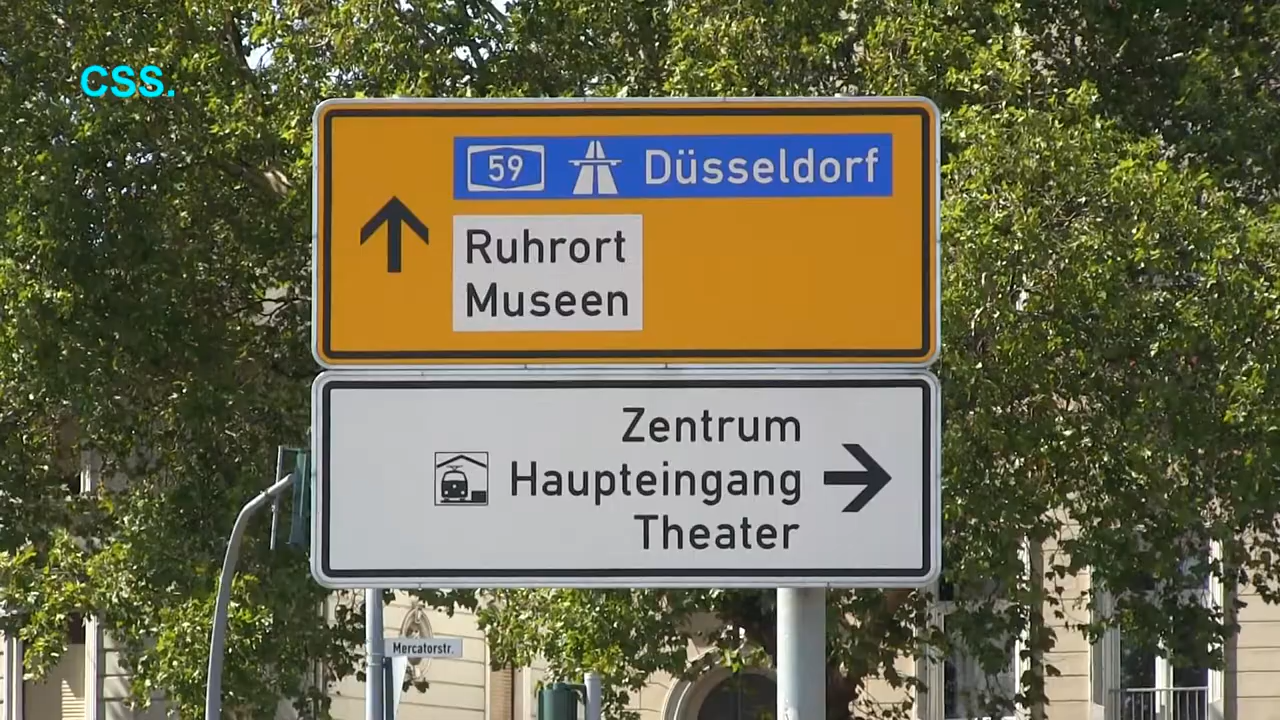 CSS.
59 Düsseldorf
Ruhrort
Museen
Zentrum
Haupteingang
Theater
Mercatorstr.